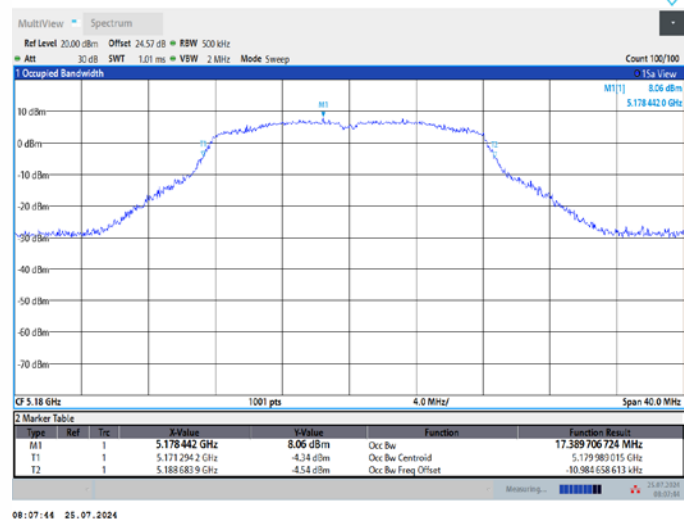 MultiView Spectrum
Ref Level 20.00 dBm Offset 24.57 dB RBW 500 kHz
Att 30 dB SWT 1.01 ms VBW 2 MHz Mode Sweep Count 100/100
1 Occupied Bandwidth 1Sa View
M1[1] 8.06 dBm
5.178 442 0 GHz
M1
10 dBm
0 dBm
T1 T2
-10 dBm
-20 dBm
-30 dBm
-40 dBm
-50 dBm
-60 dBm
-70 dBm
CF 5.18 GHz 1001 pts 4.0 MHz/ Span 40.0 MHz
2 Marker Table
Type Ref Trc X-Value Y-Value Function Function Result
M1 1 5.178 442 GHz 8.06 dBm Occ Bw 17.389 706 724 MHz
T1 1 5.171 294 2 GHz -4.34 dBm Occ Bw Centroid 5.179 989 015 GHz
T2 1 5.188 683 9 GHz -4.54 dBm Occ Bw Freq Offset -10.984 658 613 kHz
Measuring... 25.07.2024
08:07:44
08:07:44 25.07.2024